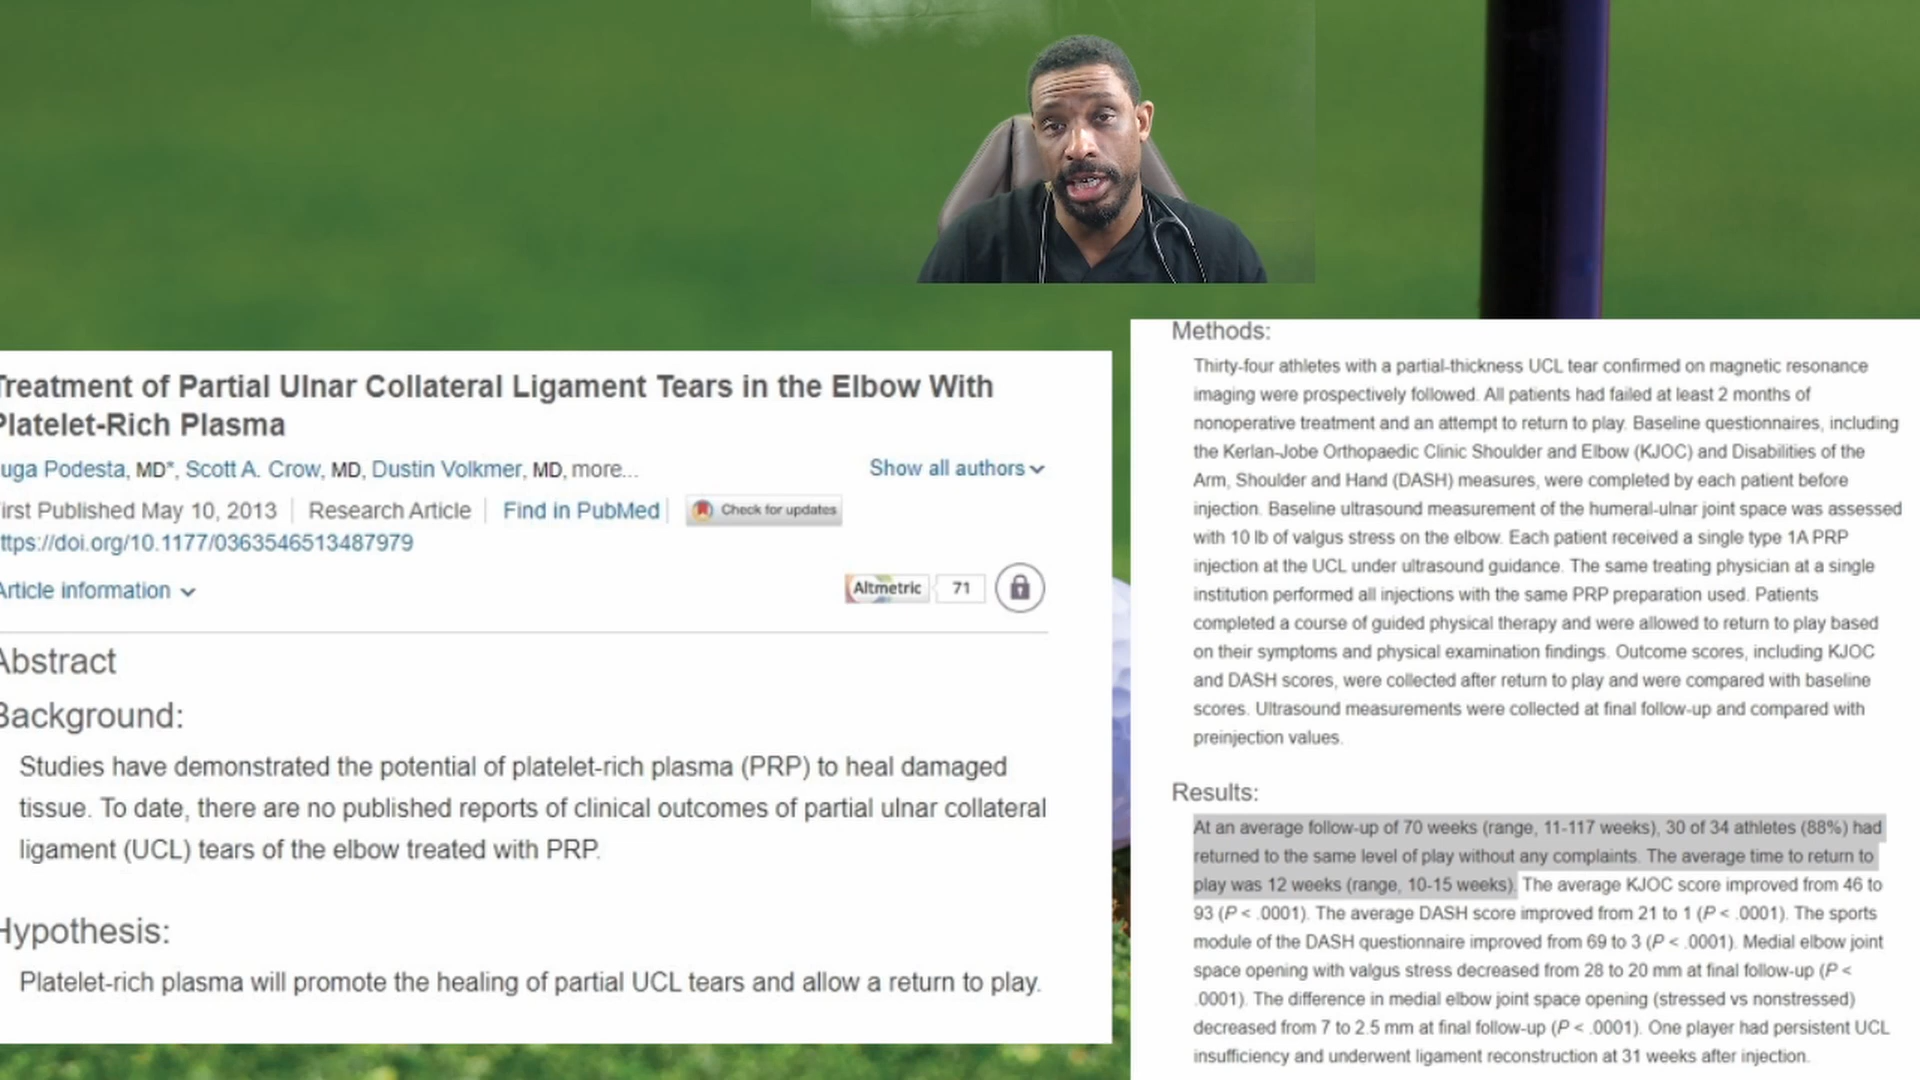 Treatment of Partial Ulnar Collateral Ligament Tears in the Elbow With
Platelet-Rich Plasma
uga Podesta, MD*, Scott A. Crow, MD, Dustin Volkmer, MD, more...
Show all authors
irst Published May 10, 2013 | Research Article | Find in PubMed | Check for updates
ttps://doi.org/10.1177/0363546513487979
Article information
Altmetric 71
Abstract
Background:
Studies have demonstrated the potential of platelet-rich plasma (PRP) to heal damaged
tissue. To date, there are no published reports of clinical outcomes of partial ulnar collateral
ligament (UCL) tears of the elbow treated with PRP.
Hypothesis:
Platelet-rich plasma will promote the healing of partial UCL tears and allow a return to play.
Methods:
Thirty-four athletes with a partial-thickness UCL tear confirmed on magnetic resonance
imaging were prospectively followed. All patients had failed at least 2 months of
nonoperative treatment and an attempt to return to play. Baseline questionnaires, including
the Kerlan-Jobe Orthopaedic Clinic Shoulder and Elbow (KJOC) and Disabilities of the
Arm, Shoulder and Hand (DASH) measures, were completed by each patient before
injection. Baseline ultrasound measurement of the humeral-ulnar joint space was assessed
with 10 lb of valgus stress on the elbow. Each patient received a single type 1A PRP
injection at the UCL under ultrasound guidance. The same treating physician at a single
institution performed all injections with the same PRP preparation used. Patients
completed a course of guided physical therapy and were allowed to return to play based
on their symptoms and physical examination findings. Outcome scores, including KJOC
and DASH scores, were collected after return to play and were compared with baseline
scores. Ultrasound measurements were collected at final follow-up and compared with
preinjection values.
Results:
At an average follow-up of 70 weeks (range, 11-117 weeks), 30 of 34 athletes (88%) had
returned to the same level of play without any complaints. The average time to return to
play was 12 weeks (range, 10-15 weeks). The average KJOC score improved from 46 to
93 (P < .0001). The average DASH score improved from 21 to 1 (P < .0001). The sports
module of the DASH questionnaire improved from 69 to 3 (P < .0001). Medial elbow joint
space opening with valgus stress decreased from 28 to 20 mm at final follow-up (P <
.0001). The difference in medial elbow joint space opening (stressed vs nonstressed)
decreased from 7 to 2.5 mm at final follow-up (P < .0001). One player had persistent UCL
insufficiency and underwent ligament reconstruction at 31 weeks after injection.